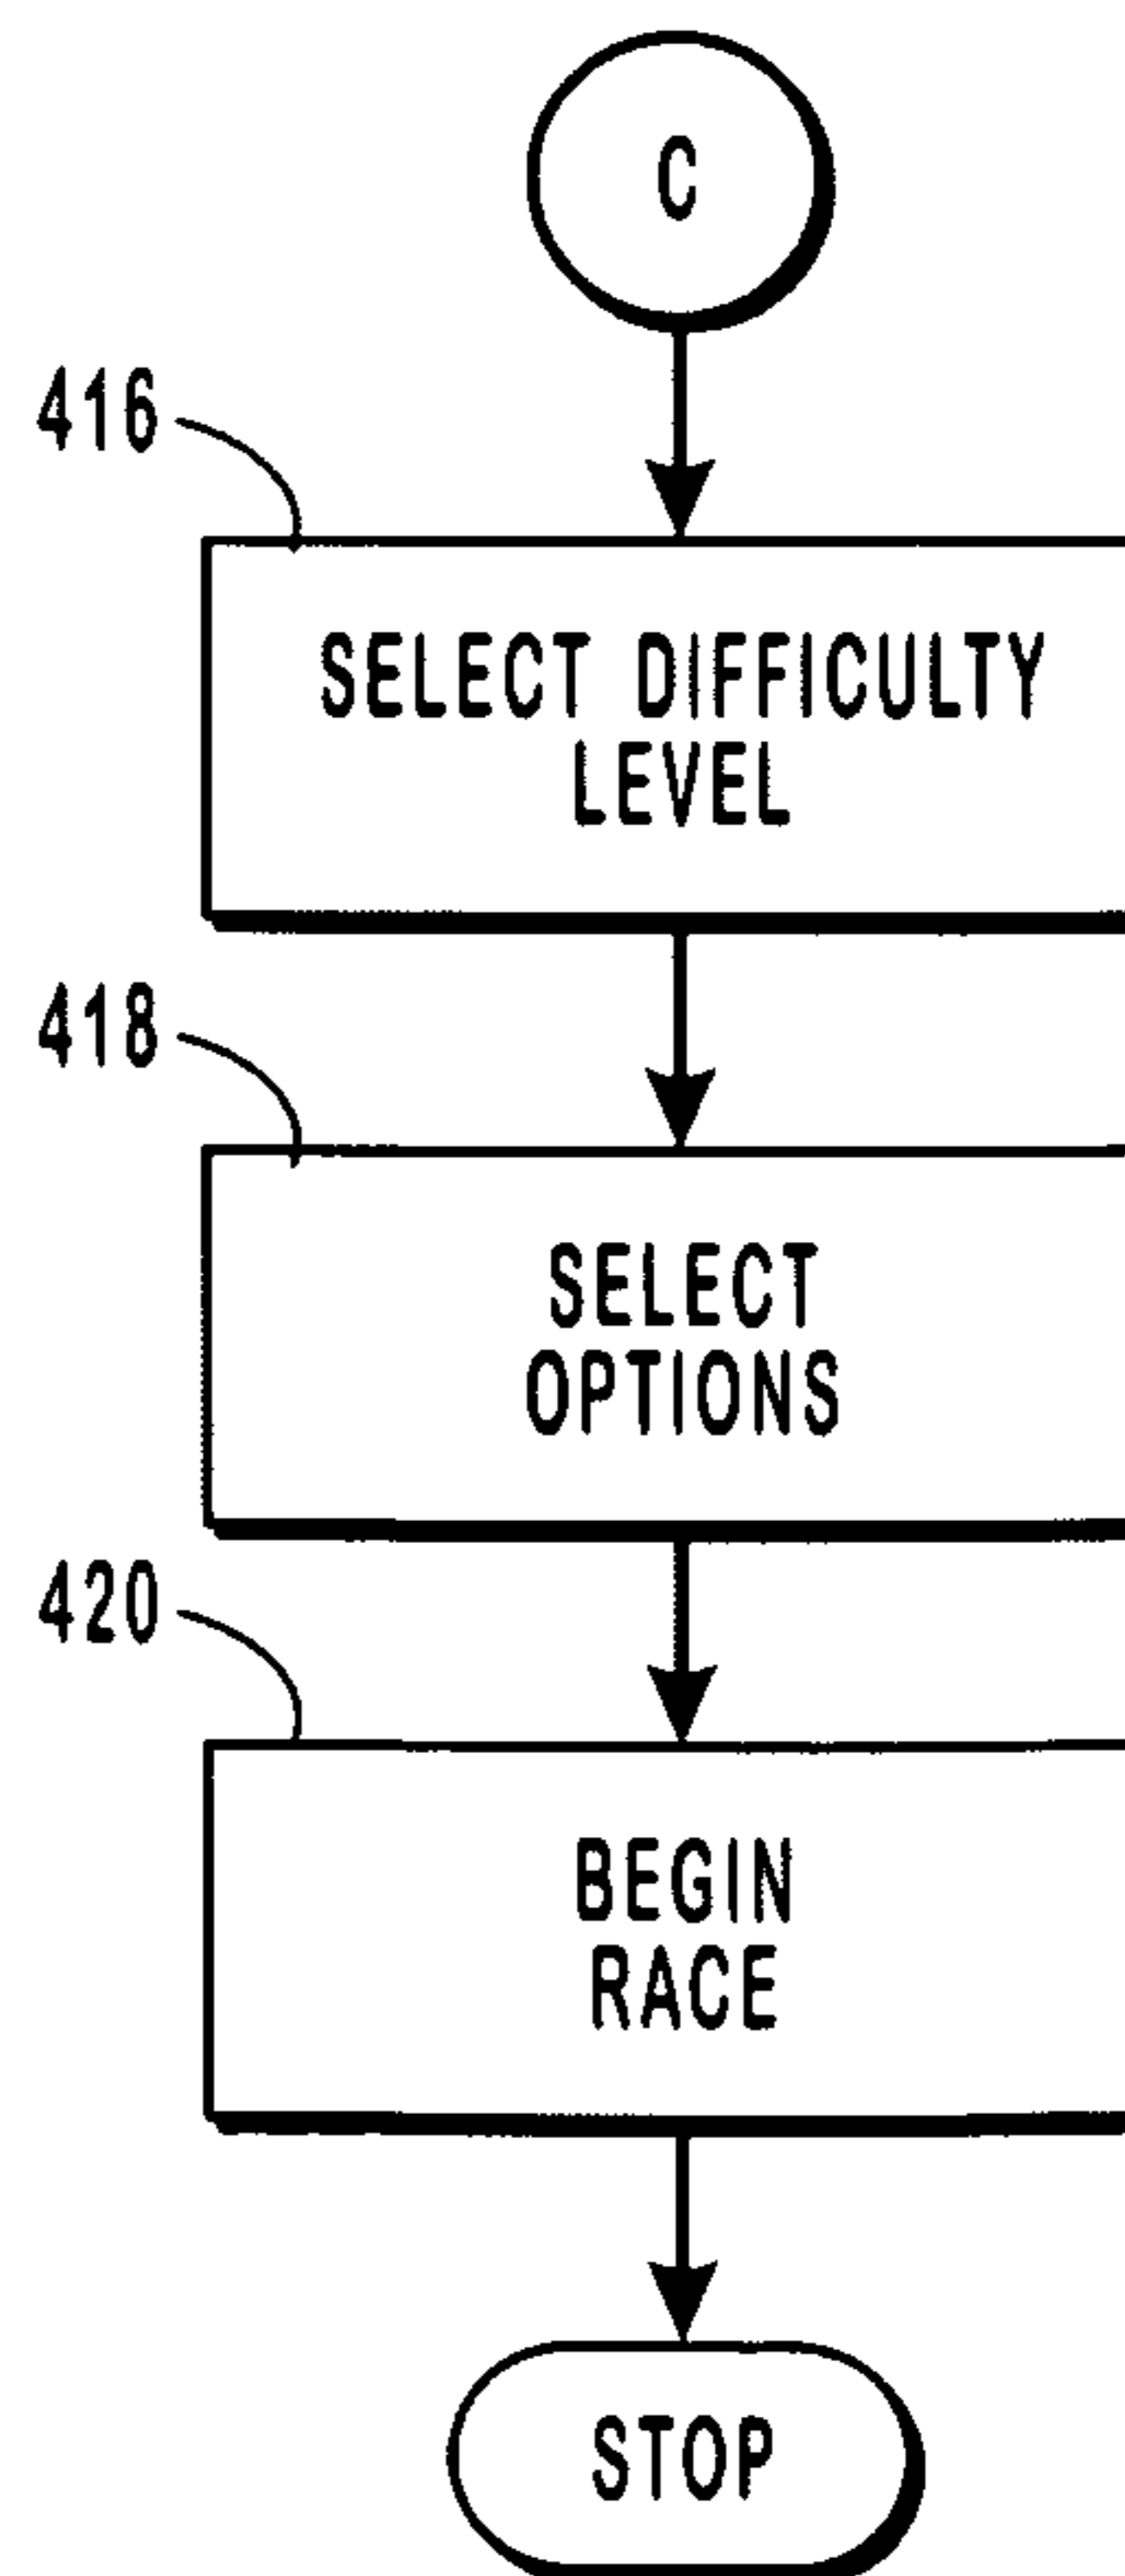 C
416
SELECT DIFFICULTY
LEVEL
418
SELECT
OPTIONS
420
BEGIN
RACE
STOP